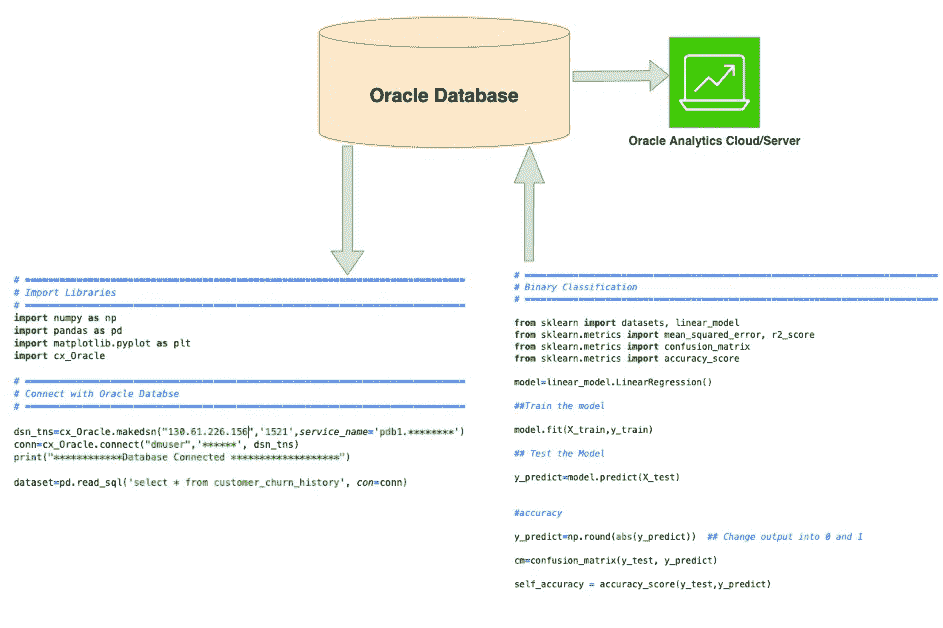 Oracle Database
Oracle Analytics Cloud/Server
# ==================================================
# Import Libraries
# ==================================================
import numpy as np
import pandas as pd
import matplotlib.pyplot as plt
import cx_Oracle
# ==================================================
# Connect with Oracle Databse
# ==================================================
dsn_tns=cx_Oracle.makedsn("130.61.226.156",'1521',service_name='pdb1.********')
conn=cx_Oracle.connect("dmuser",'******', dsn_tns)
print("************Database Connected ********************")
dataset=pd.read_sql('select * from customer_churn_history', con=conn)
# ==================================================
# Binary Classification
# ==================================================
from sklearn import datasets, linear_model
from sklearn.metrics import mean_squared_error, r2_score
from sklearn.metrics import confusion_matrix
from sklearn.metrics import accuracy_score
model=linear_model.LinearRegression()
##Train the model
model.fit(X_train,y_train)
## Test the Model
y_predict=model.predict(X_test)
#accuracy
y_predict=np.round(abs(y_predict))  ## Change output into 0 and 1
cm=confusion_matrix(y_test, y_predict)
self_accuracy = accuracy_score(y_test,y_predict)